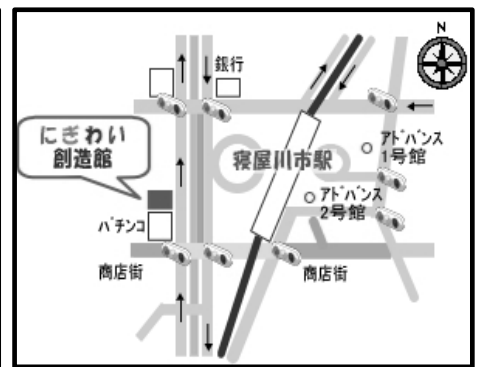 N
銀行
にぎわい
創造館
寝屋川市駅
アドバンス
1号館
アドバンス
2号館
パチンコ
商店街
商店街